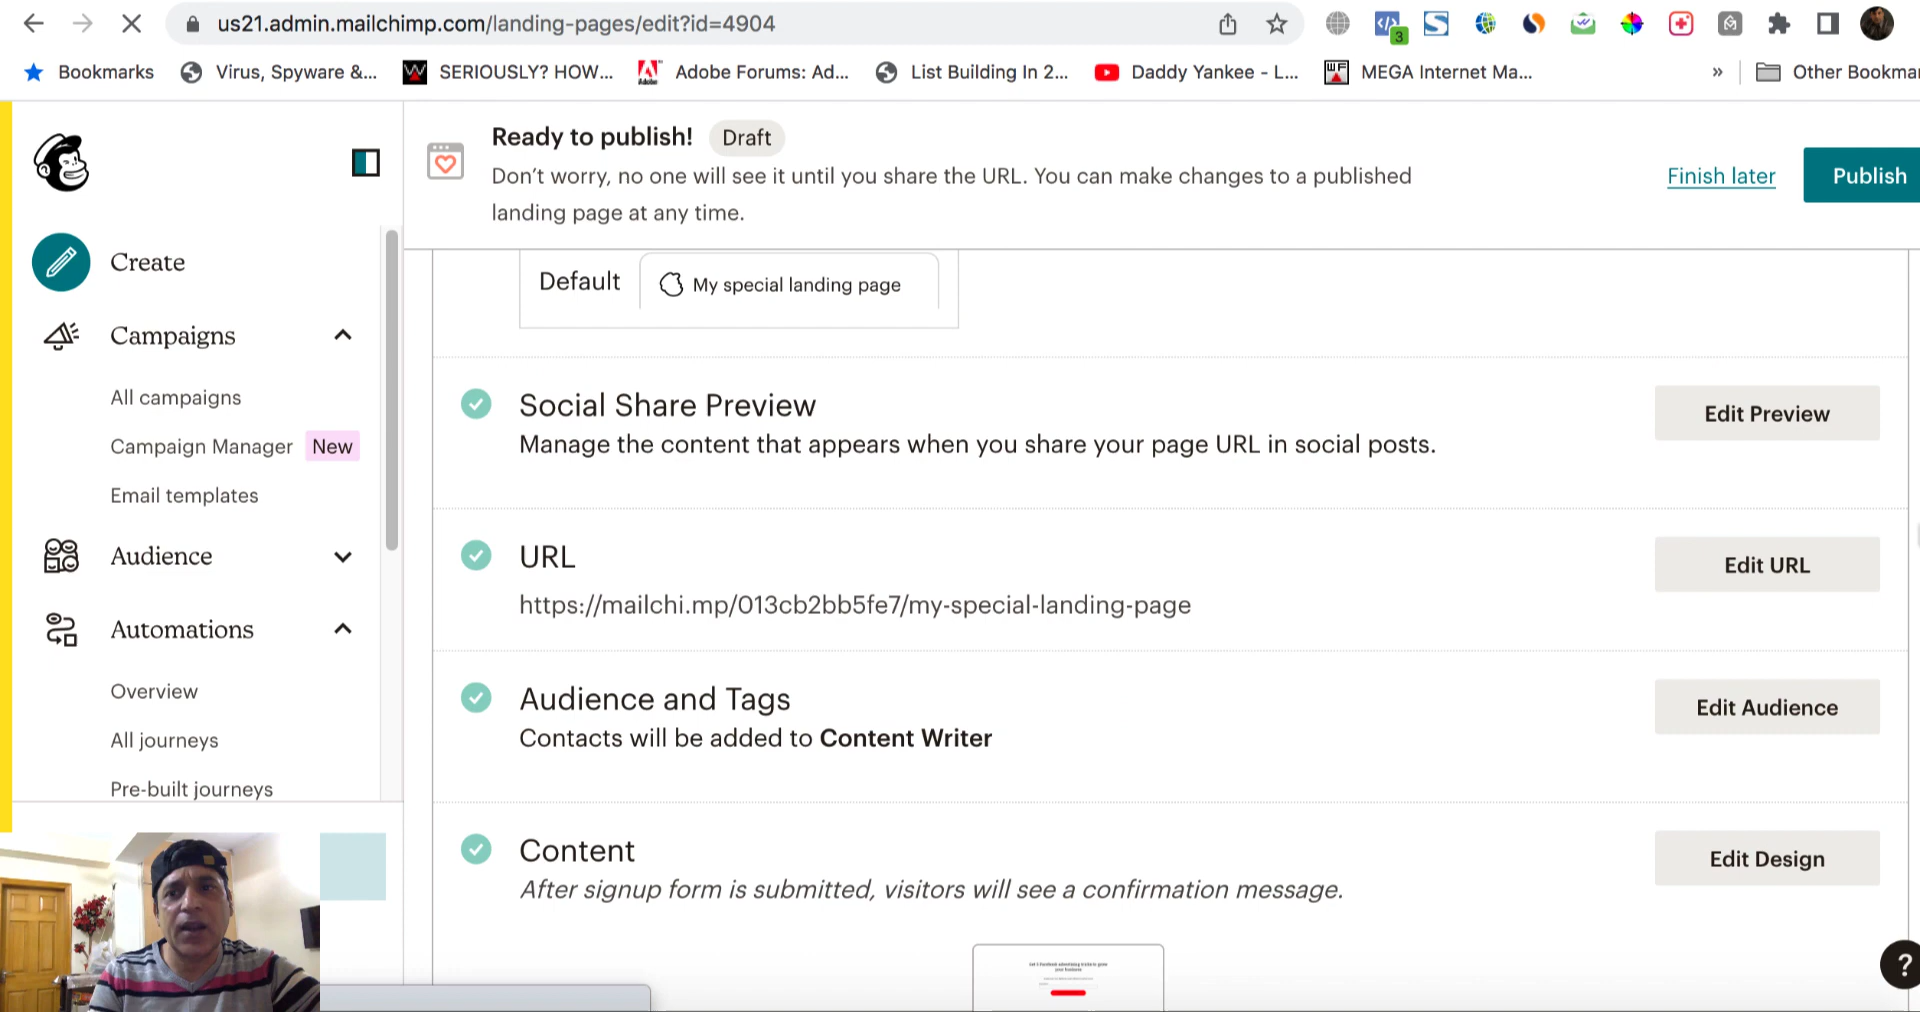 us21.admin.mailchimp.com/landing-pages/edit?id=4904
3
Bookmarks
Virus, Spyware &...
SERIOUSLY? HOW...
Adobe Forums: Ad...
List Building In 2...
Daddy Yankee - L...
MEGA Internet Ma...
»
Other Bookmar
Ready to publish!
Draft
Don't worry, no one will see it until you share the URL. You can make changes to a published
landing page at any time.
Finish later
Publish
Create
Campaigns
All campaigns
Campaign Manager
New
Email templates
Audience
Automations
Overview
All journeys
Pre-built journeys
Default
My special landing page
Social Share Preview
Manage the content that appears when you share your page URL in social posts.
Edit Preview
URL
https://mailchi.mp/013cb2bb5fe7/my-special-landing-page
Edit URL
Audience and Tags
Contacts will be added to Content Writer
Edit Audience
Content
After signup form is submitted, visitors will see a confirmation message.
Edit Design
?